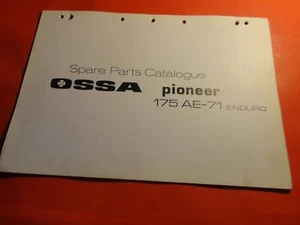 Spare Parts Catalogue
OSSA pioneer
175 AE-71 ENDURO